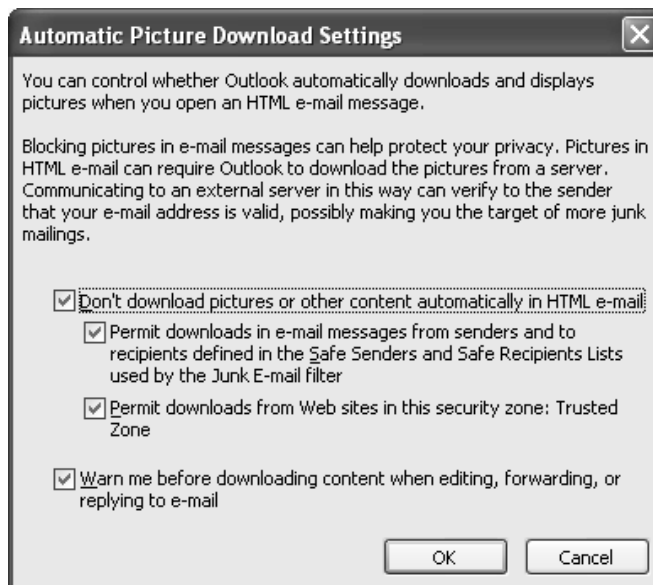 Automatic Picture Download Settings
You can control whether Outlook automatically downloads and displays
pictures when you open an HTML e-mail message.
Blocking pictures in e-mail messages can help protect your privacy. Pictures in
HTML e-mail can require Outlook to download the pictures from a server.
Communicating to an external server in this way can verify to the sender
that your e-mail address is valid, possibly making you the target of more junk
mailings.
Don't download pictures or other content automatically in HTML e-mail
Permit downloads in e-mail messages from senders and to
recipients defined in the Safe Senders and Safe Recipients Lists
used by the Junk E-mail filter
Permit downloads from Web sites in this security zone: Trusted
Zone
Warn me before downloading content when editing, forwarding, or
replying to e-mail
OK
Cancel